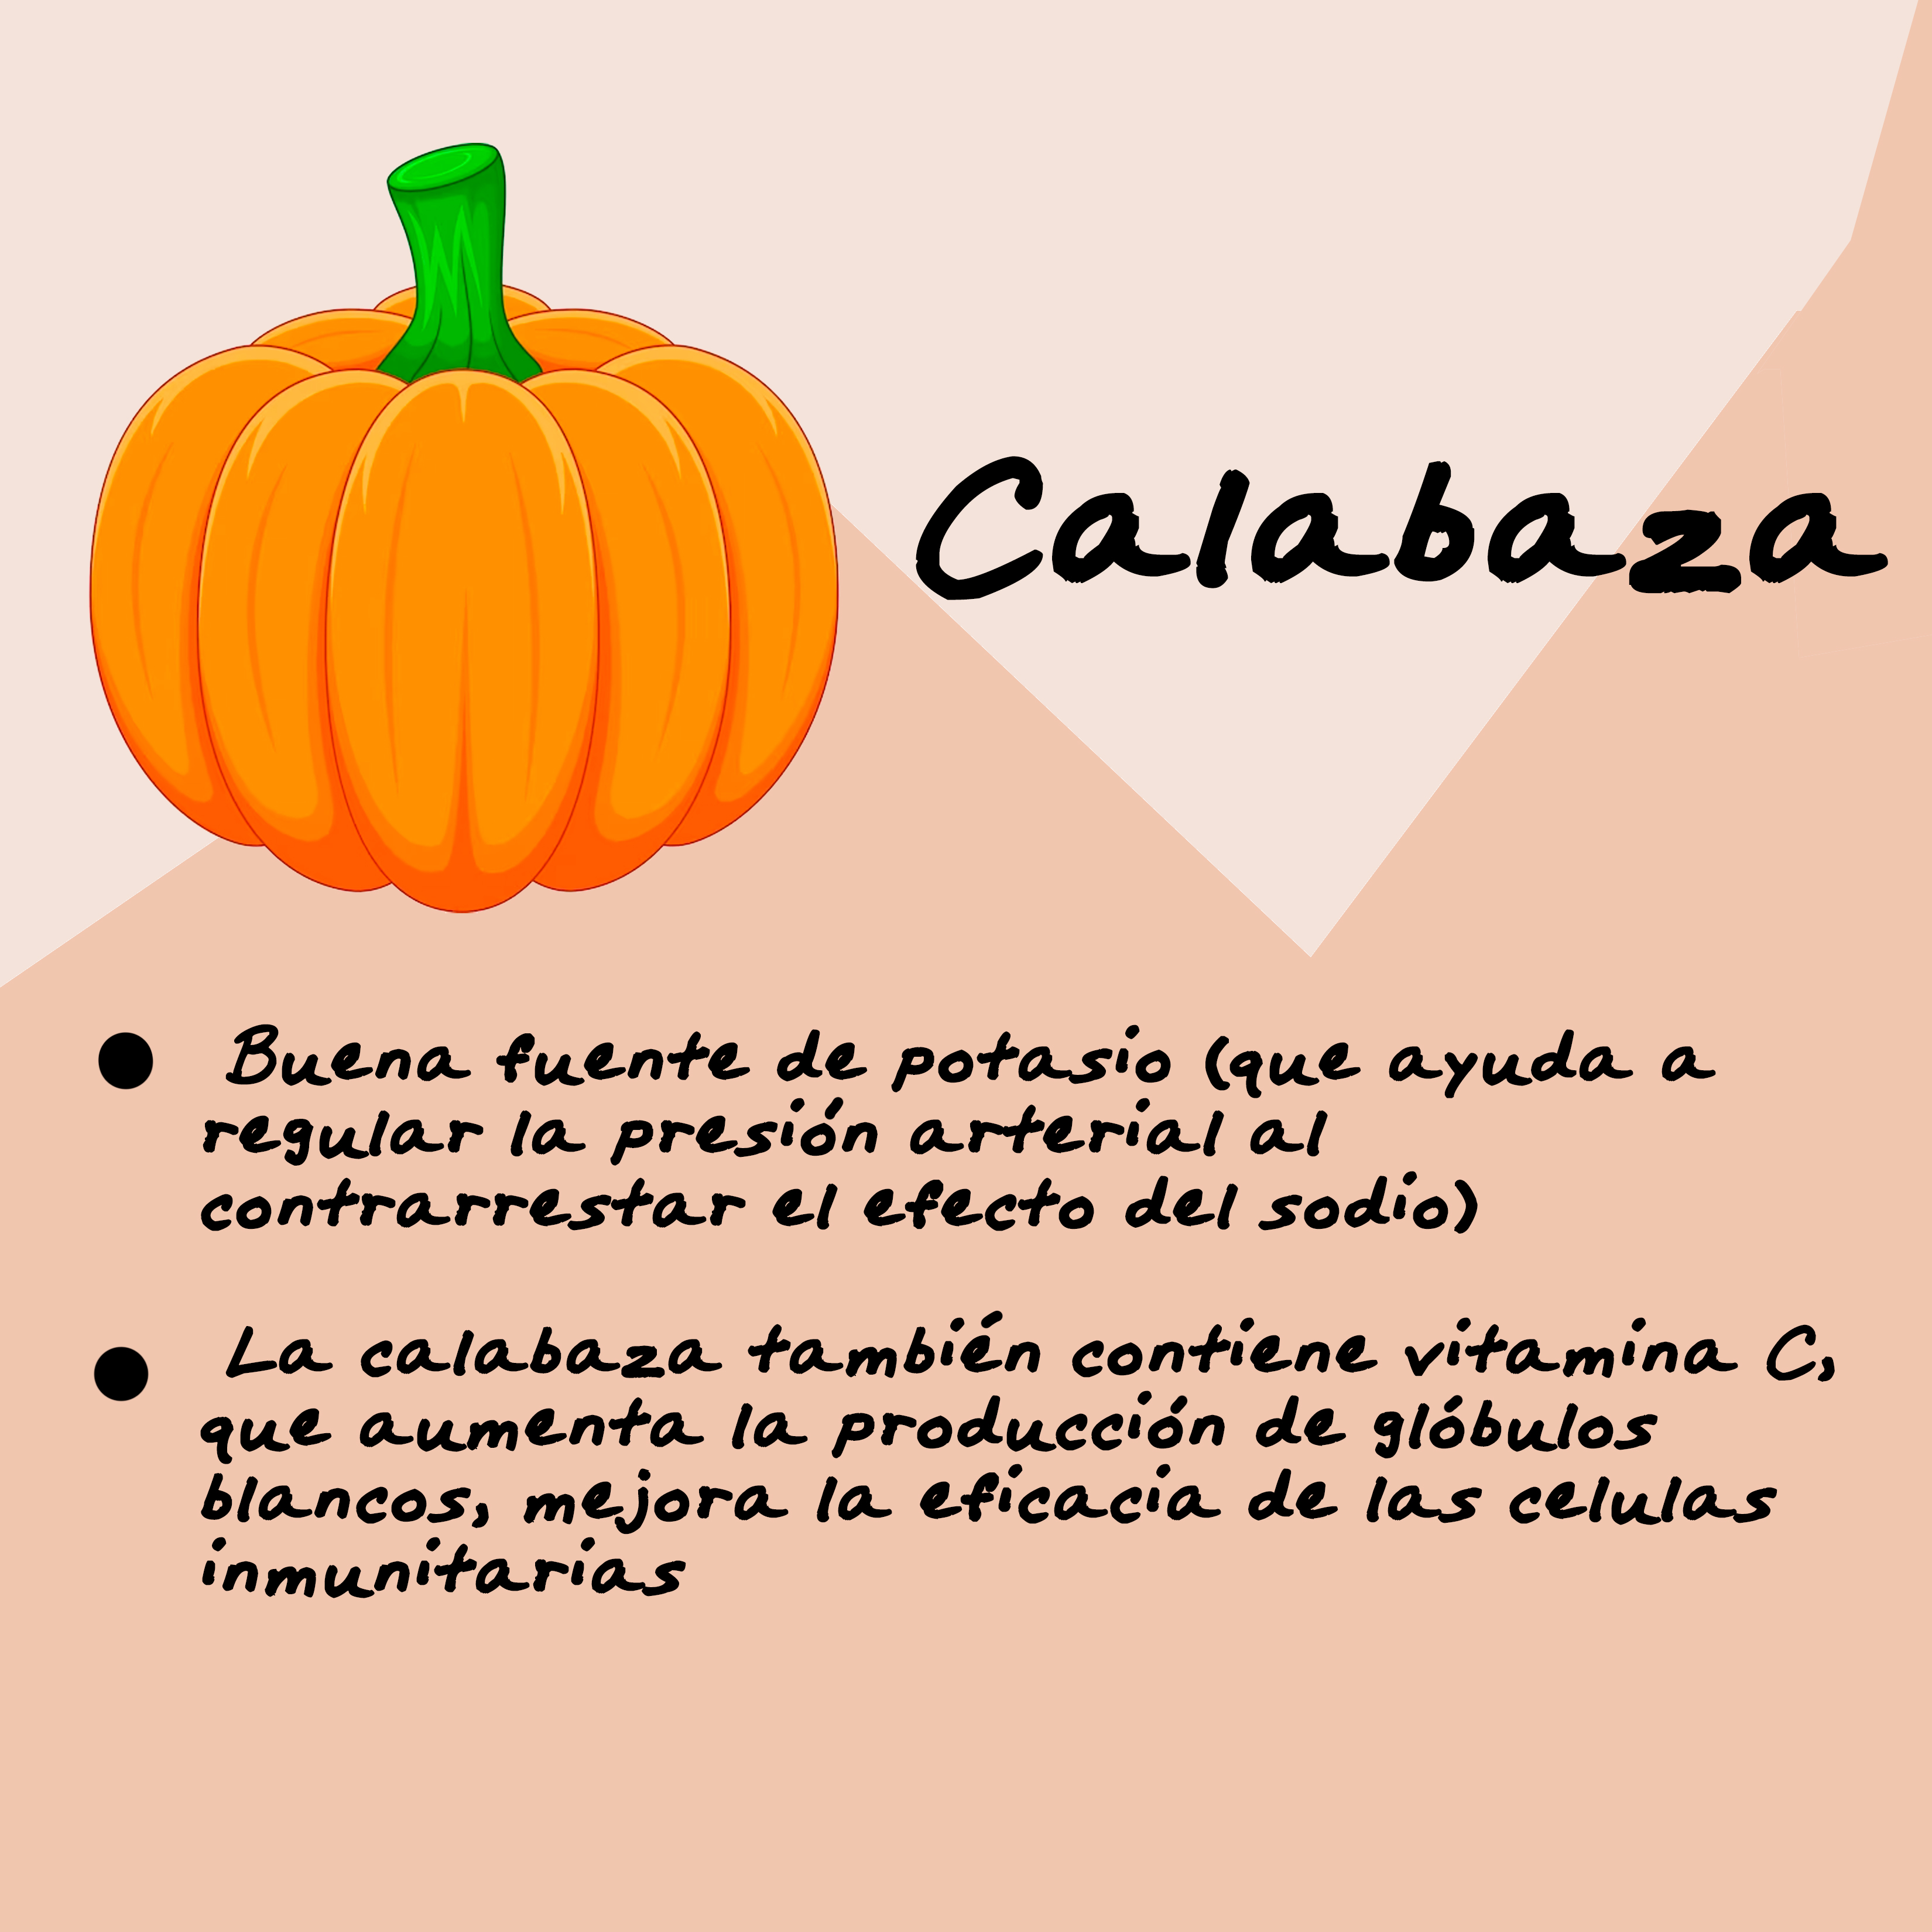 Calabaza
Buena fuente de potasio (que ayuda a
regular la presión arterial al
contrarrestar el efecto del sodio)
La calabaza también contiene vitamina C,
que aumenta la producción de glóbulos
blancos, mejora la eficacia de las celulas
inmunitarias